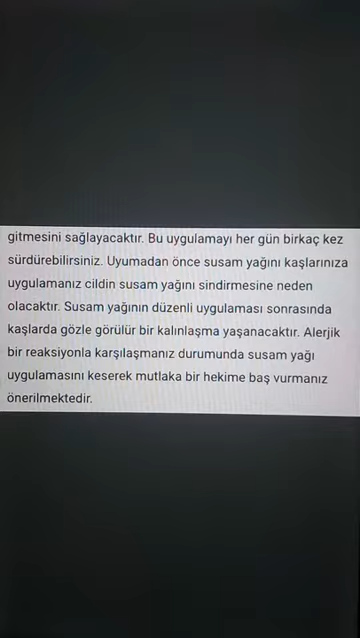 gitmesini sağlayacaktır. Bu uygulamayı her gün birkaç kez
sürdürebilirsiniz. Uyumadan önce susam yağını kaşlarınıza
uygulamanız cildin susam yağını sindirmesine neden
olacaktır. Susam yağının düzenli uygulaması sonrasında
kaşlarda gözle görülür bir kalınlaşma yaşanacaktır. Alerjik
bir reaksiyonla karşılaşmanız durumunda susam yağı
uygulamasını keserek mutlaka bir hekime baş vurmanız
önerilmektedir.